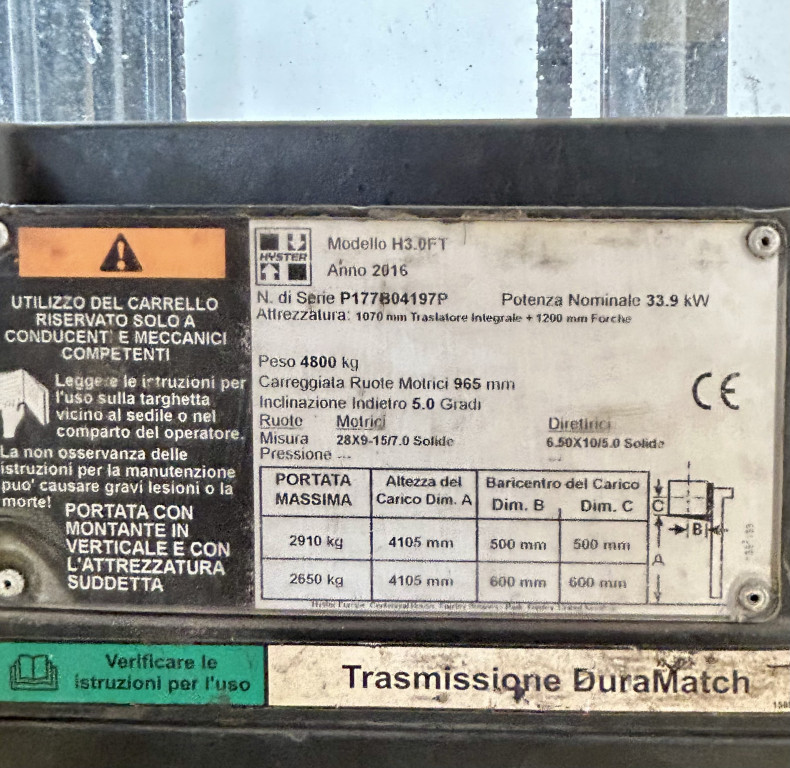 HYSTER
Modello H3.0FT
Anno 2016
N. di Serie P177B04197P Potenza Nominale 33.9 kW
Attrezzatura: 1070 mm Traslatore Integrale + 1200 mm Forche
Peso 4800 kg
Carreggiata Ruote Motrici 965 mm
Inclinazione Indietro 5.0 Gradi
Ruote Motrici Diretirici
Misura 28X9-15/7.0 Solide 6.50X10/5.0 Solide
Pressione --- ---
CE
PORTATA MASSIMA Altezza del Carico Dim. A Baricentro del Carico
Dim. B Dim. C
2910 kg 4105 mm 500 mm 500 mm
2650 kg 4105 mm 600 mm 600 mm
C
B
A
UTILIZZO DEL CARRELLO
RISERVATO SOLO A
CONDUCENTI E MECCANICI
COMPETENTI
Leggere le istruzioni per
l'uso sulla targhetta
vicino al sedile o nel
comparto del operatore.
La non osservanza delle
istruzioni per la manutenzione
puo' causare gravi lesioni o la
morte!
PORTATA CON
MONTANTE IN
VERTICALE E CON
L'ATTREZZATURA
SUDDETTA
Verificare le
istruzioni per l'uso
Trasmissione DuraMatch